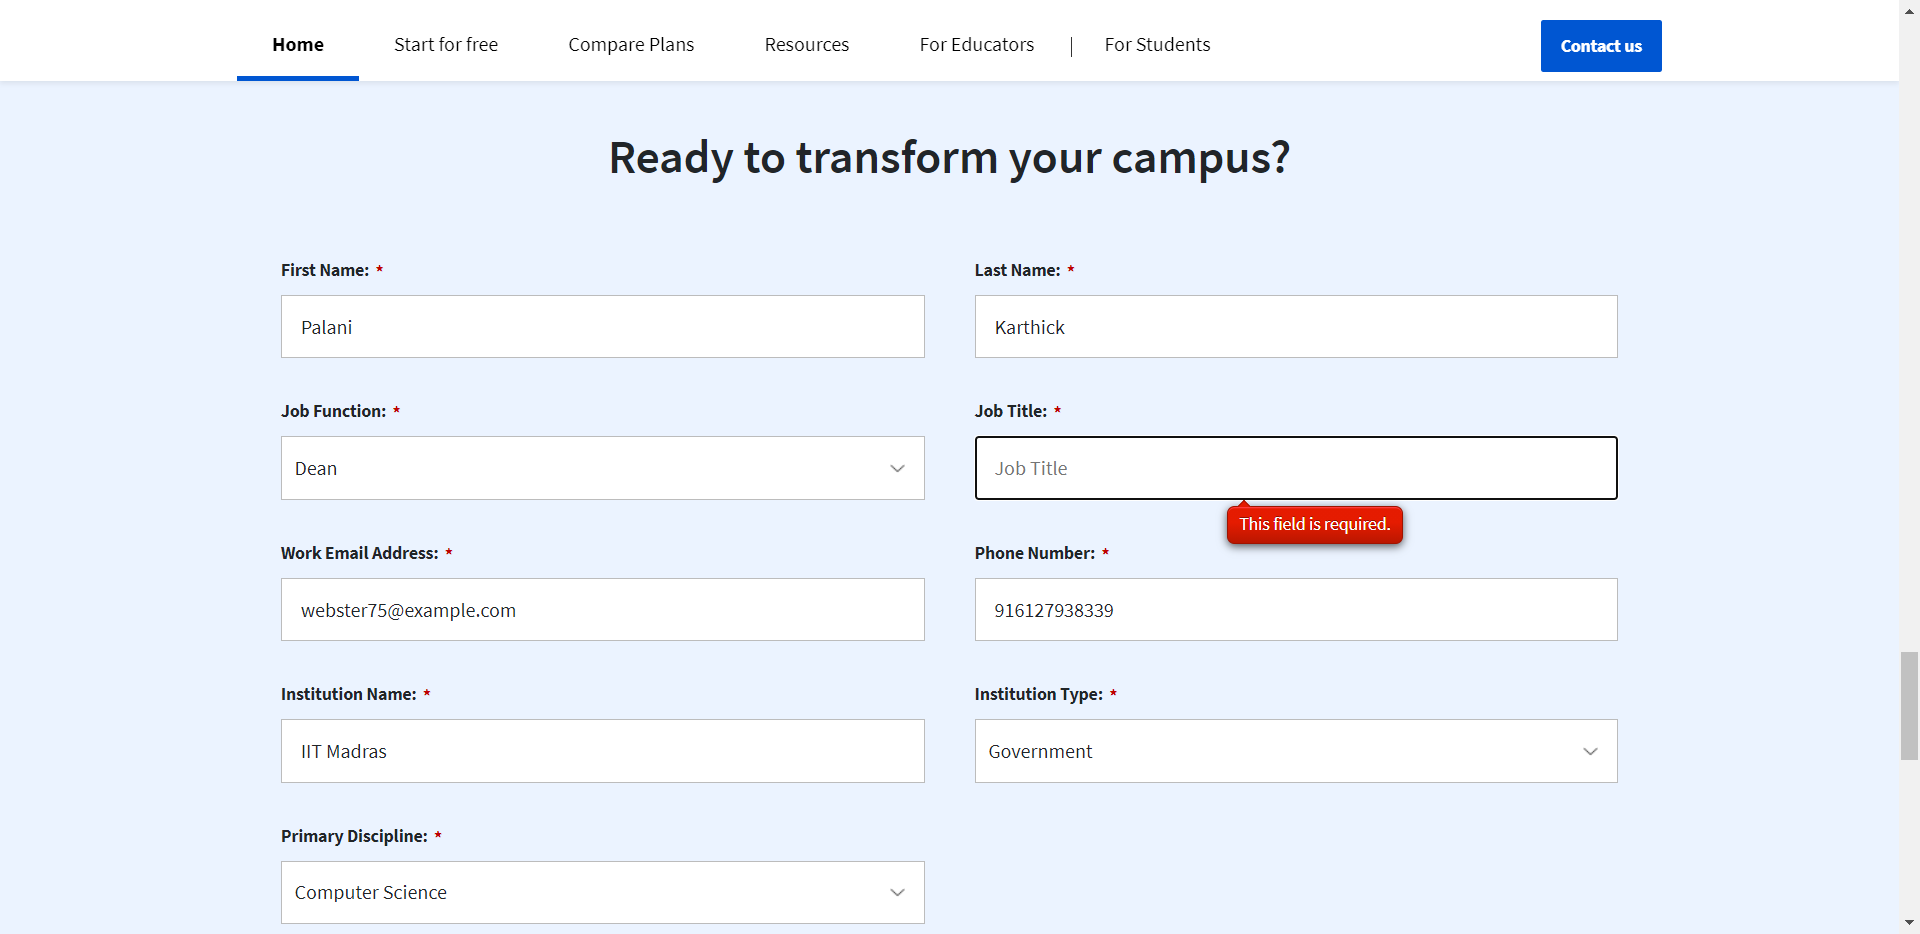 Home
Start for free
Compare Plans
Resources
For Educators
|
For Students
Contact us
Ready to transform your campus?
First Name: *
Last Name: *
Palani
Karthick
Job Function: *
Job Title: *
Dean
Job Title
This field is required.
Work Email Address: *
Phone Number: *
webster75@example.com
916127938339
Institution Name: *
Institution Type: *
IIT Madras
Government
Primary Discipline: *
Computer Science